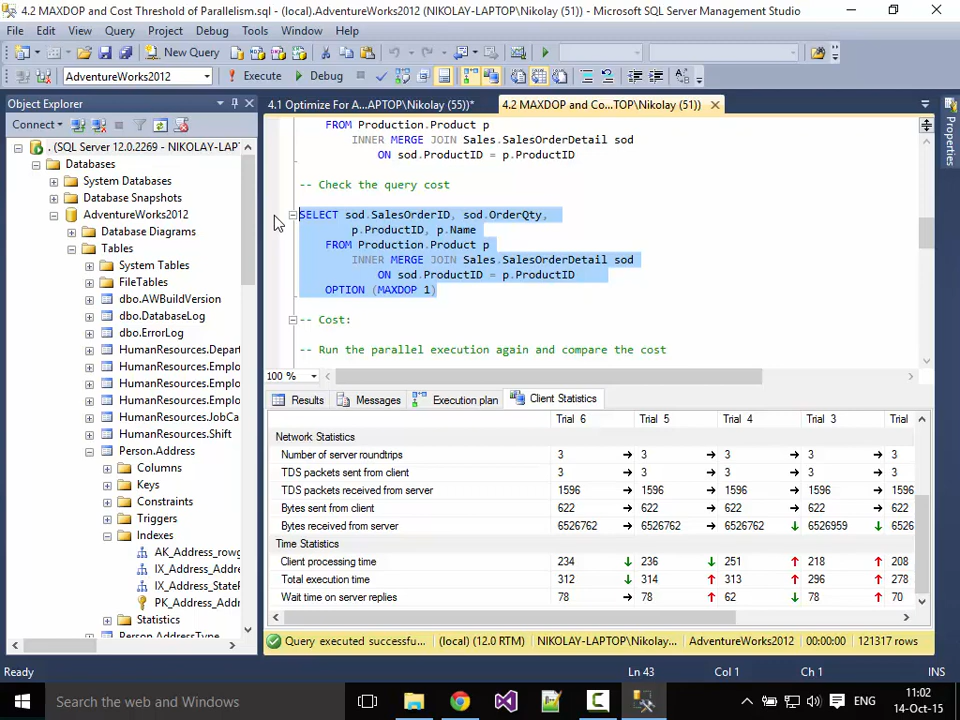 4.2 MAXDOP and Cost Threshold of Parallelism.sql - (local).AdventureWorks2012 (NIKOLAY-LAPTOP\Nikolay (51)) - Microsoft SQL Server Management Studio
File Edit View Query Project Debug Tools Window Help
New Query
AdventureWorks2012 Execute Debug
Object Explorer
Connect
. (SQL Server 12.0.2269 - NIKOLAY-LAP
Databases
System Databases
Database Snapshots
AdventureWorks2012
Database Diagrams
Tables
System Tables
FileTables
dbo.AWBuildVersion
dbo.DatabaseLog
dbo.ErrorLog
HumanResources.Depart
HumanResources.Emplo
HumanResources.Emplo
HumanResources.JobCa
HumanResources.Shift
Person.Address
Columns
Keys
Constraints
Triggers
Indexes
AK_Address_rowg
IX_Address_Addre
IX_Address_StateP
PK_Address_Addr
Statistics
Person.AddressType
4.1 Optimize For A...APTOP\Nikolay (55))* 4.2 MAXDOP and Co...TOP\Nikolay (51))
FROM Production.Product p
INNER MERGE JOIN Sales.SalesOrderDetail sod
ON sod.ProductID = p.ProductID
-- Check the query cost
SELECT sod.SalesOrderID, sod.OrderQty,
p.ProductID, p.Name
FROM Production.Product p
INNER MERGE JOIN Sales.SalesOrderDetail sod
ON sod.ProductID = p.ProductID
OPTION (MAXDOP 1)
-- Cost:
-- Run the parallel execution again and compare the cost
100 %
Results Messages Execution plan Client Statistics
Trial 6 Trial 5 Trial 4 Trial 3 Trial
Network Statistics
Number of server roundtrips 3 → 3 → 3 → 3 → 3
TDS packets sent from client 3 → 3 → 3 → 3 → 3
TDS packets received from server 1596 → 1596 → 1596 → 1596 → 1596
Bytes sent from client 622 → 622 → 622 → 622 → 622
Bytes received from server 6526762 → 6526762 → 6526762 ↓ 6526959 ↓ 6526
Time Statistics
Client processing time 234 ↓ 236 ↓ 251 ↑ 218 ↑ 208
Total execution time 312 ↓ 314 ↑ 313 ↑ 296 ↑ 278
Wait time on server replies 78 → 78 ↑ 62 ↓ 78 ↑ 70
Query executed successfu... (local) (12.0 RTM) NIKOLAY-LAPTOP\Nikolay... AdventureWorks2012 00:00:00 121317 rows
Properties
Ready Ln 43 Col 1 Ch 1 INS
Search the web and Windows
ENG
11:02
14-Oct-15